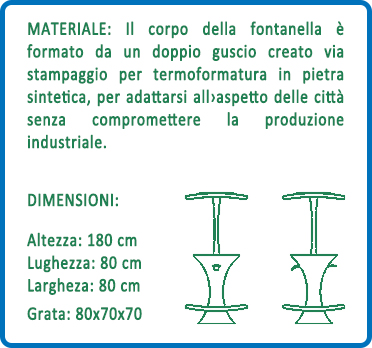 MATERIALE: Il corpo della fontanella è
formato da un doppio guscio creato via
stampaggio per termoformatura in pietra
sintetica, per adattarsi all›aspetto delle città
senza compromettere la produzione
industriale.
DIMENSIONI:
Altezza: 180 cm
Lughezza: 80 cm
Largheza: 80 cm
Grata: 80x70x70